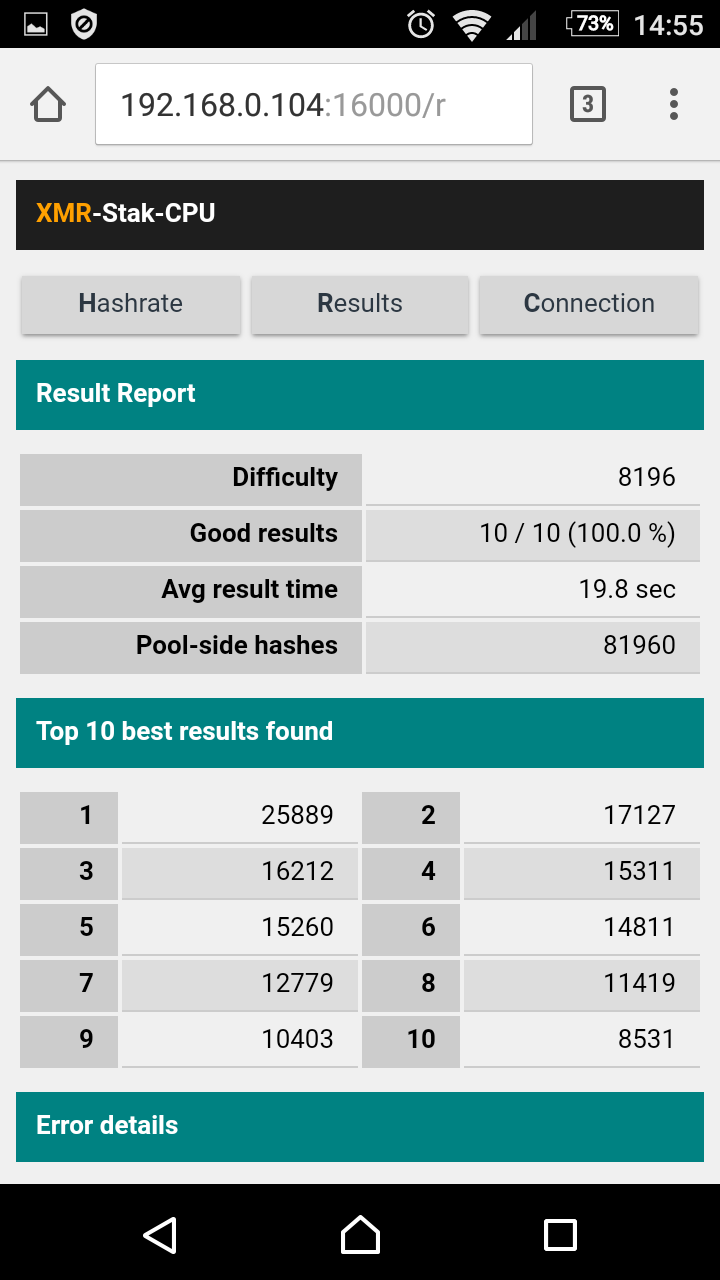 73% 14:55
192.168.0.104:16000/r 3
XMR-Stak-CPU
Hashrate Results Connection
Result Report
Difficulty 8196
Good results 10 / 10 (100.0 %)
Avg result time 19.8 sec
Pool-side hashes 81960
Top 10 best results found
1 25889 2 17127
3 16212 4 15311
5 15260 6 14811
7 12779 8 11419
9 10403 10 8531
Error details